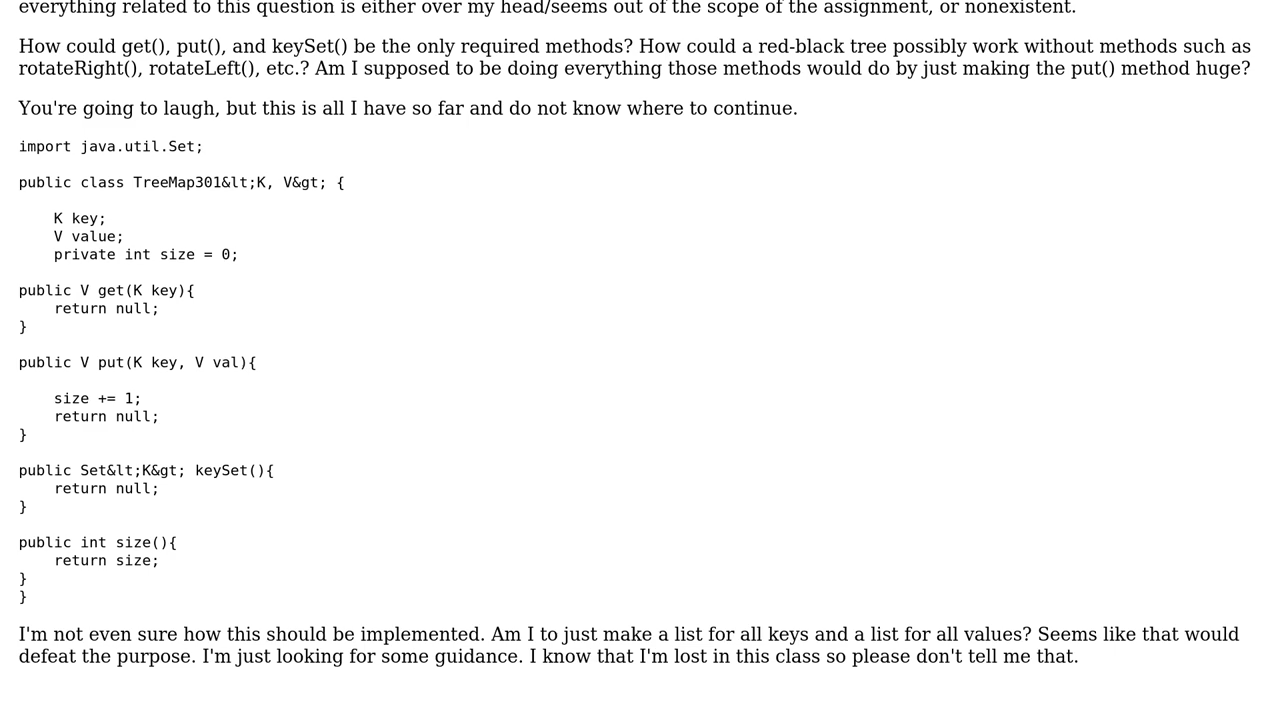 everything related to this question is either over my head/seems out of the scope of the assignment, or nonexistent.
How could get(), put(), and keySet() be the only required methods? How could a red-black tree possibly work without methods such as
rotateRight(), rotateLeft(), etc.? Am I supposed to be doing everything those methods would do by just making the put() method huge?
You're going to laugh, but this is all I have so far and do not know where to continue.
import java.util.Set;
public class TreeMap301&lt;K, V&gt; {
    K key;
    V value;
    private int size = 0;
public V get(K key){
    return null;
}
public V put(K key, V val){
    size += 1;
    return null;
}
public Set&lt;K&gt; keySet(){
    return null;
}
public int size(){
    return size;
}
}
I'm not even sure how this should be implemented. Am I to just make a list for all keys and a list for all values? Seems like that would
defeat the purpose. I'm just looking for some guidance. I know that I'm lost in this class so please don't tell me that.